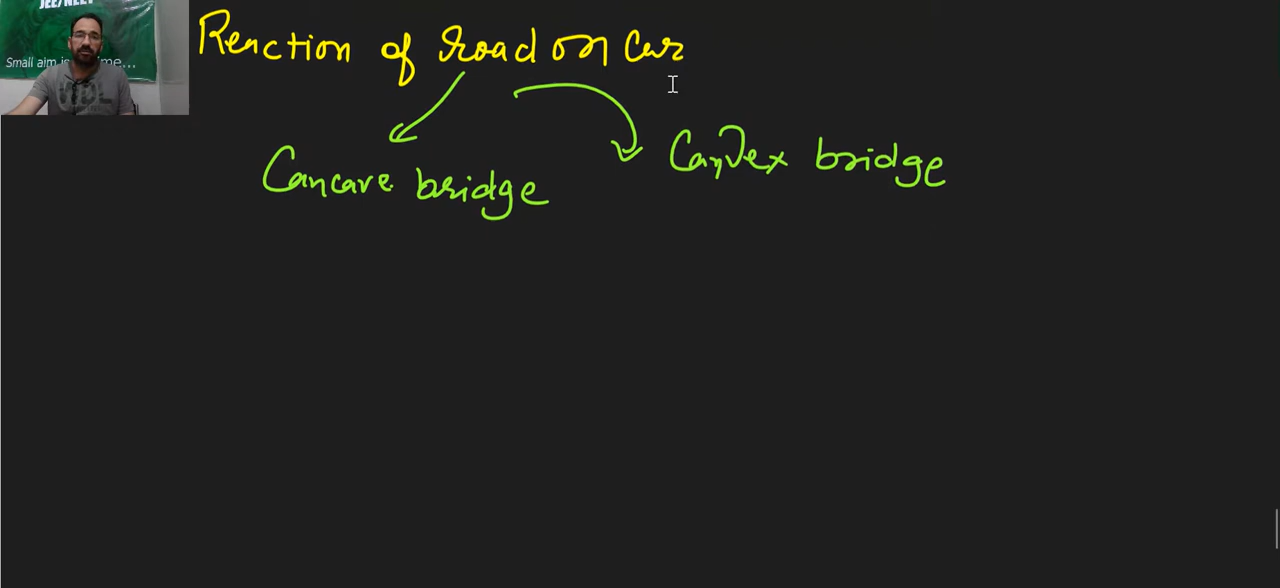 JEE/NEET
Small aim is me...
Reaction of road on Car
Concave bridge
Convex bridge